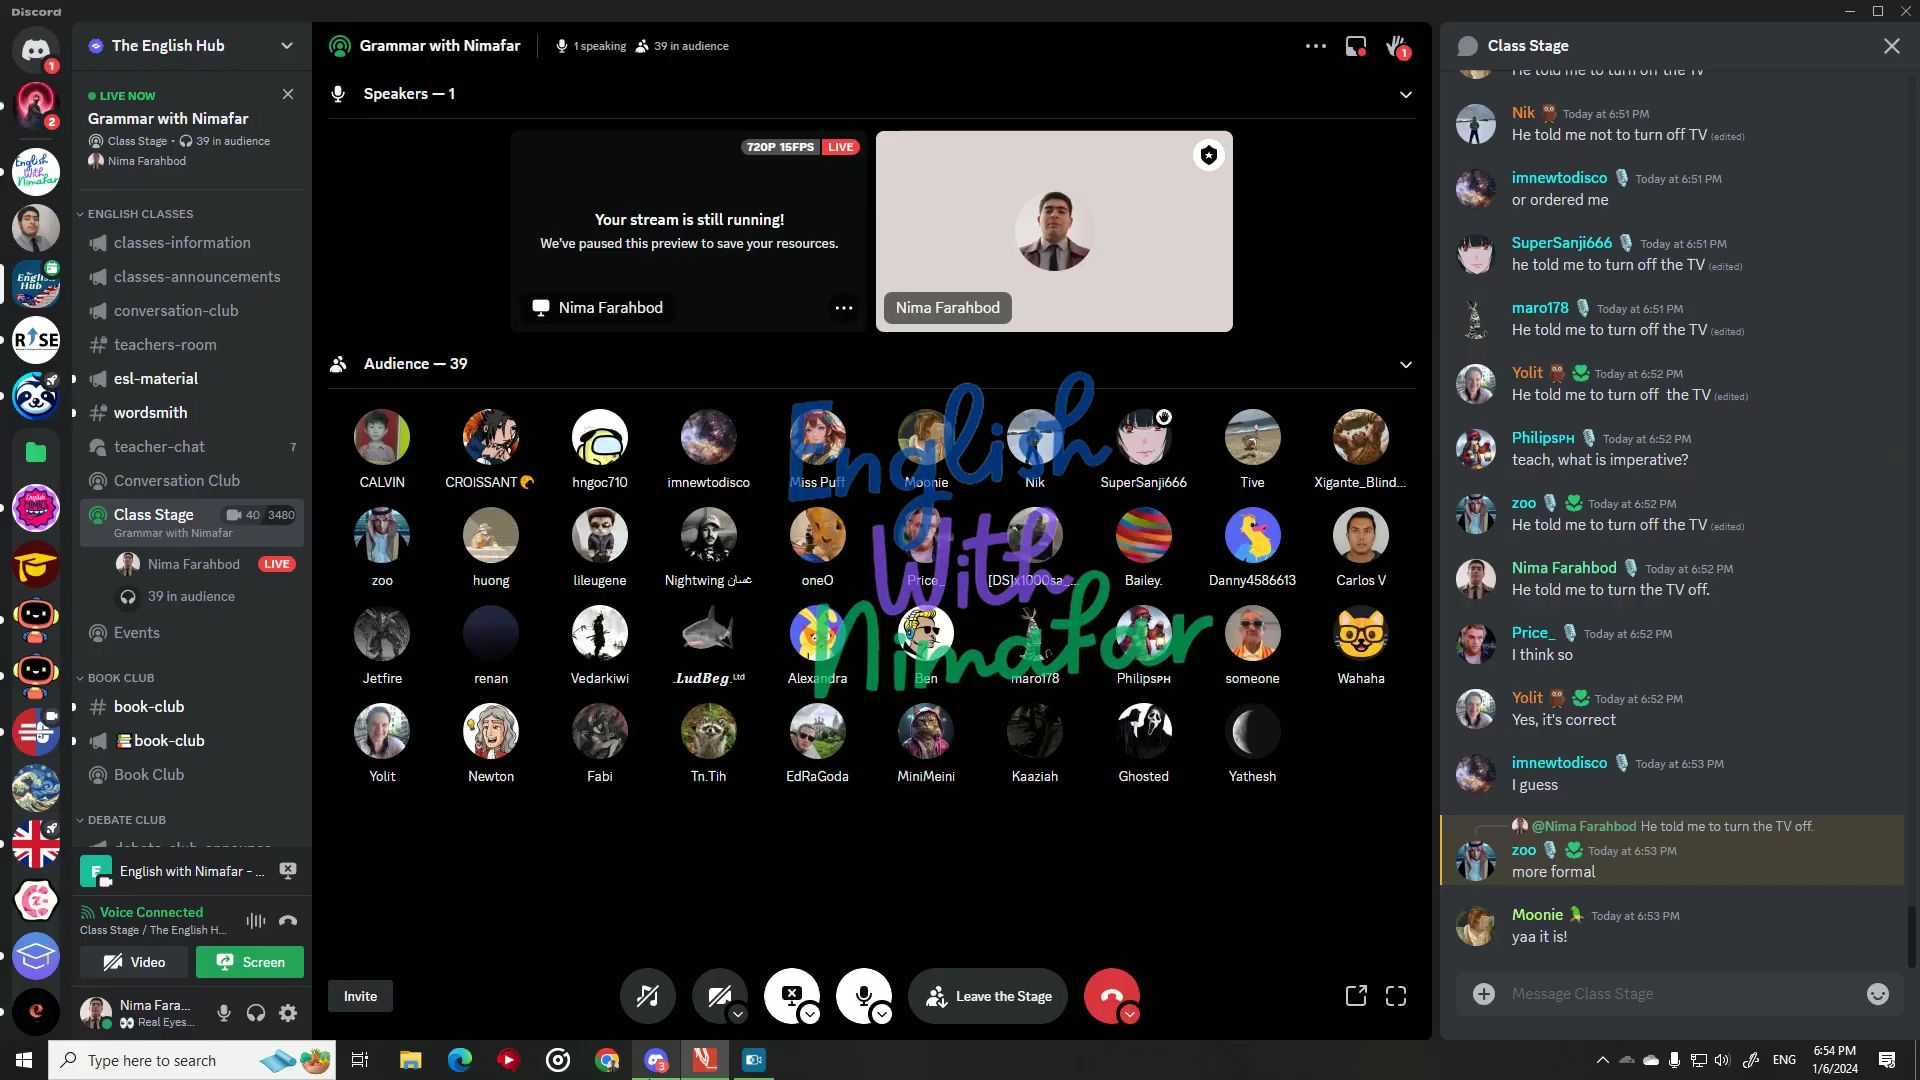 Discord
The English Hub
LIVE NOW
Grammar with Nimafar
Class Stage • 39 in audience
Nima Farahbod
ENGLISH CLASSES
classes-information
classes-announcements
conversation-club
teachers-room
esl-material
wordsmith
teacher-chat
7
Conversation Club
Class Stage
40 3480
Grammar with Nimafar
Nima Farahbod
LIVE
39 in audience
Events
BOOK CLUB
book-club
book-club
Book Club
DEBATE CLUB
English with Nimafar - ...
Voice Connected
Class Stage / The English H...
Video
Screen
Nima Fara...
Real Eyes...
Grammar with Nimafar
1 speaking
39 in audience
1
Speakers — 1
720P 15FPS
LIVE
Your stream is still running!
We've paused this preview to save your resources.
Nima Farahbod
Nima Farahbod
Audience — 39
CALVIN
CROISSANT
hngoc710
imnewtodisco
Miss Puff
Moonie
Nik
SuperSanji666
Tive
Xigante_Blind...
zoo
huong
lileugene
Nightwing غسان
oneO
Price_
[DS]x1000sa_...
Bailey.
Danny4586613
Carlos V
Jetfire
renan
Vedarkiwi
.LudBeg.Ltd
Alexandra
Ben
maro178
PhilipsPH
someone
Wahaha
Yolit
Newton
Fabi
Tn.Tih
EdRaGoda
MiniMeini
Kaaziah
Ghosted
Yathesh
English
With
Nimafar
Invite
Leave the Stage
Class Stage
He told me to turn off the TV
Nik Today at 6:51 PM
He told me not to turn off TV (edited)
imnewtodisco Today at 6:51 PM
or ordered me
SuperSanji666 Today at 6:51 PM
he told me to turn off the TV (edited)
maro178 Today at 6:51 PM
He told me to turn off the TV (edited)
Yolit Today at 6:52 PM
He told me to turn off the TV (edited)
PhilipsPH Today at 6:52 PM
teach, what is imperative?
zoo Today at 6:52 PM
He told me to turn off the TV (edited)
Nima Farahbod Today at 6:52 PM
He told me to turn the TV off.
Price_ Today at 6:52 PM
I think so
Yolit Today at 6:52 PM
Yes, it's correct
imnewtodisco Today at 6:53 PM
I guess
@Nima Farahbod He told me to turn the TV off.
zoo Today at 6:53 PM
more formal
Moonie Today at 6:53 PM
yaa it is!
Message Class Stage
Type here to search
ENG
6:54 PM
1/6/2024